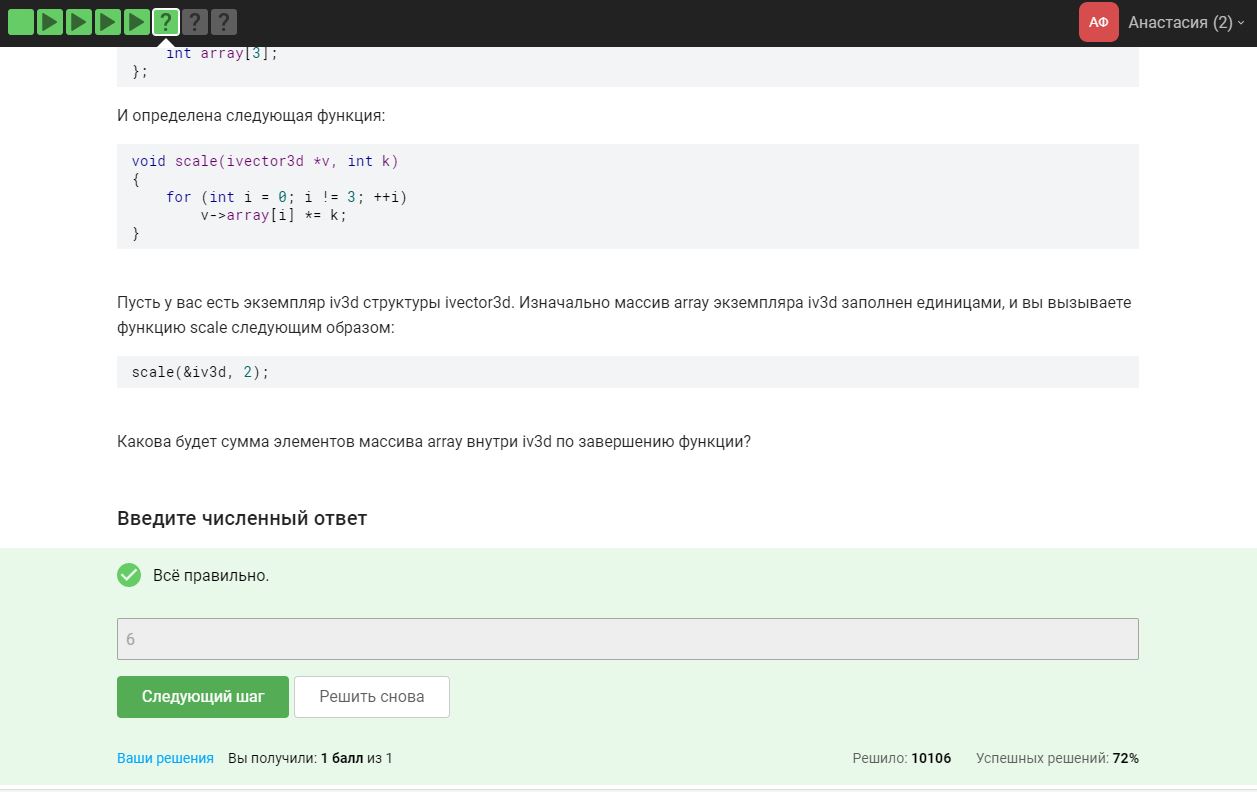 ? ? ?
АФ Анастасия (2)
int array[3];
};
И определена следующая функция:
void scale(ivector3d *v, int k)
{
for (int i = 0; i != 3; ++i)
v->array[i] *= k;
}
Пусть у вас есть экземпляр iv3d структуры ivector3d. Изначально массив array экземпляра iv3d заполнен единицами, и вы вызываете
функцию scale следующим образом:
scale(&iv3d, 2);
Какова будет сумма элементов массива array внутри iv3d по завершению функции?
Введите численный ответ
Всё правильно.
6
Следующий шаг Решить снова
Ваши решения Вы получили: 1 балл из 1 Решило: 10106 Успешных решений: 72%